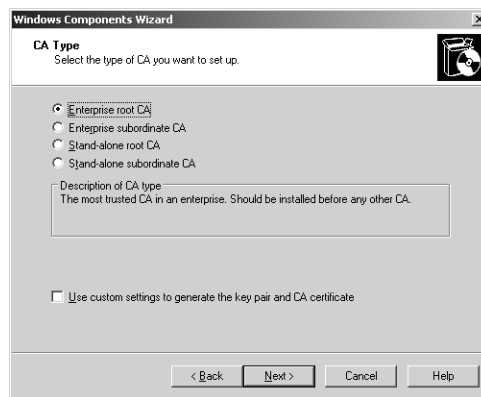 Windows Components Wizard
CA Type
Select the type of CA you want to set up.
Enterprise root CA
Enterprise subordinate CA
Stand-alone root CA
Stand-alone subordinate CA
Description of CA type
The most trusted CA in an enterprise. Should be installed before any other CA.
Use custom settings to generate the key pair and CA certificate
< Back Next > Cancel Help